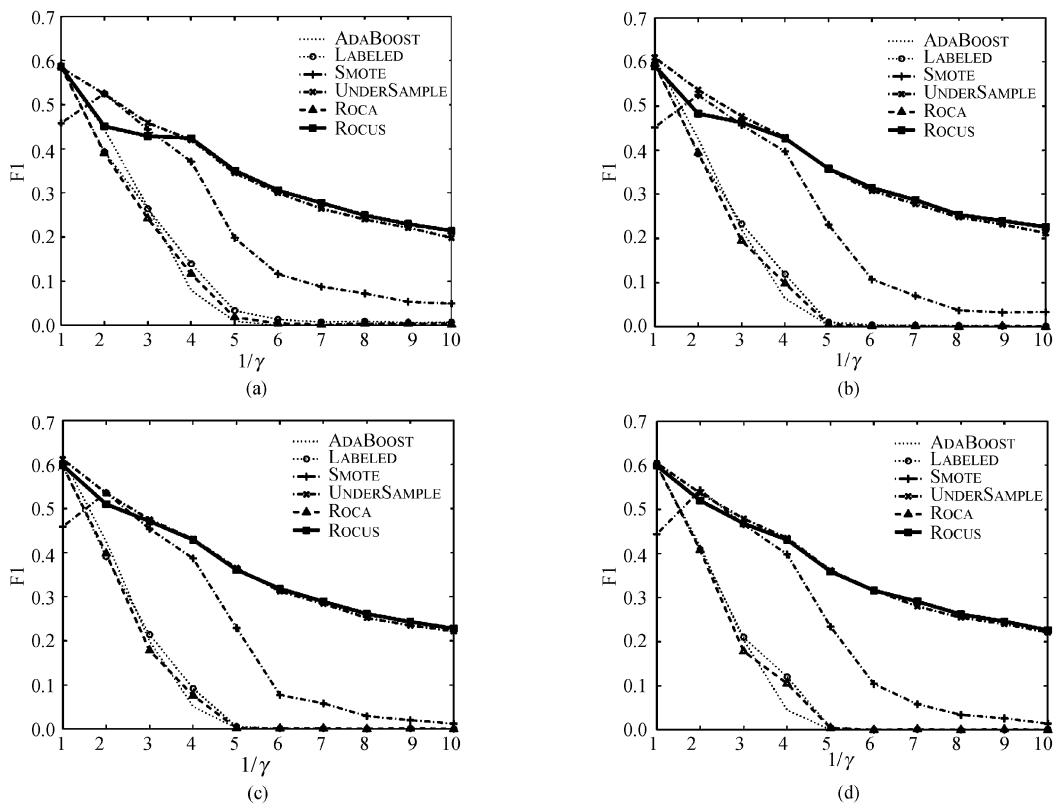 0.7
0.6
0.5
0.4
0.3
0.2
0.1
0.0
F1
ADABOOST
LABELED
SMOTE
UNDERSAMPLE
ROCA
ROCUS
1 2 3 4 5 6 7 8 9 10
1/γ
(a)
0.7
0.6
0.5
0.4
0.3
0.2
0.1
0.0
F1
ADABOOST
LABELED
SMOTE
UNDERSAMPLE
ROCA
ROCUS
1 2 3 4 5 6 7 8 9 10
1/γ
(b)
0.7
0.6
0.5
0.4
0.3
0.2
0.1
0.0
F1
ADABOOST
LABELED
SMOTE
UNDERSAMPLE
ROCA
ROCUS
1 2 3 4 5 6 7 8 9 10
1/γ
(c)
0.7
0.6
0.5
0.4
0.3
0.2
0.1
0.0
F1
ADABOOST
LABELED
SMOTE
UNDERSAMPLE
ROCA
ROCUS
1 2 3 4 5 6 7 8 9 10
1/γ
(d)